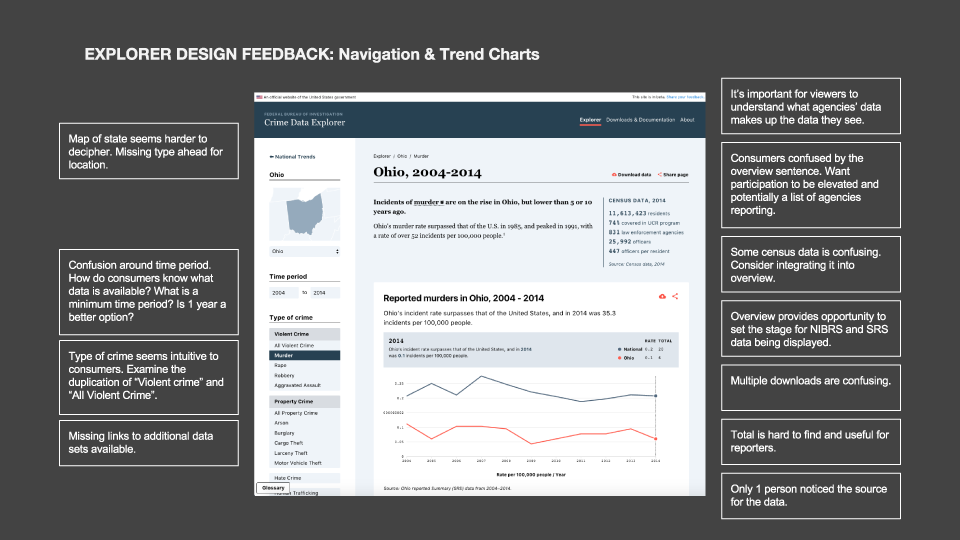 EXPLORER DESIGN FEEDBACK: Navigation & Trend Charts
Map of state seems harder to
decipher. Missing type ahead for
location.
Confusion around time period.
How do consumers know what
data is available? What is a
minimum time period? Is 1 year a
better option?
Type of crime seems intuitive to
consumers. Examine the
duplication of "Violent crime" and
"All Violent Crime".
Missing links to additional data
sets available.
An official website of the United States government
This site is in beta. Share your feedback
FEDERAL BUREAU OF INVESTIGATION
Crime Data Explorer
Explorer Downloads & Documentation About
National Trends
Ohio
Ohio
Time period
2004 to 2014
Type of crime
Violent Crime
All Violent Crime
Murder
Rape
Robbery
Aggravated Assault
Property Crime
All Property Crime
Arson
Burglary
Cargo Theft
Larceny Theft
Motor Vehicle Theft
Hate Crime
Glossary
Trafficking
Explorer / Ohio / Murder
Ohio, 2004-2014
Download data Share page
Incidents of murder are on the rise in Ohio, but lower than 5 or 10
years ago.
Ohio's murder rate surpassed that of the U.S. in 1985, and peaked in 1991, with
a rate of over 52 incidents per 100,000 people.
CENSUS DATA, 2014
11,613,423 residents
74% covered in UCR program
831 law enforcement agencies
25,992 officers
447 officers per resident
Source: Census data, 2014
Reported murders in Ohio, 2004 - 2014
Ohio's incident rate surpasses that of the United States, and in 2014 was 35.3
incidents per 100,000 people.
2014
Ohio's incident rate surpasses that of the United States, and in 2014
was 0.1 incidents per 100,000 people.
RATE TOTAL
National 0.2 20
Ohio 0.1 4
0.2
0.1
2004 2005 2006 2007 2008 2009 2010 2011 2012 2013 2014
Rate per 100,000 people / Year
Source: Ohio reported Summary (SRS) data from 2004-2014.
It's important for viewers to
understand what agencies' data
makes up the data they see.
Consumers confused by the
overview sentence. Want
participation to be elevated and
potentially a list of agencies
reporting.
Some census data is confusing.
Consider integrating it into
overview.
Overview provides opportunity to
set the stage for NIBRS and SRS
data being displayed.
Multiple downloads are confusing.
Total is hard to find and useful for
reporters.
Only 1 person noticed the source
for the data.